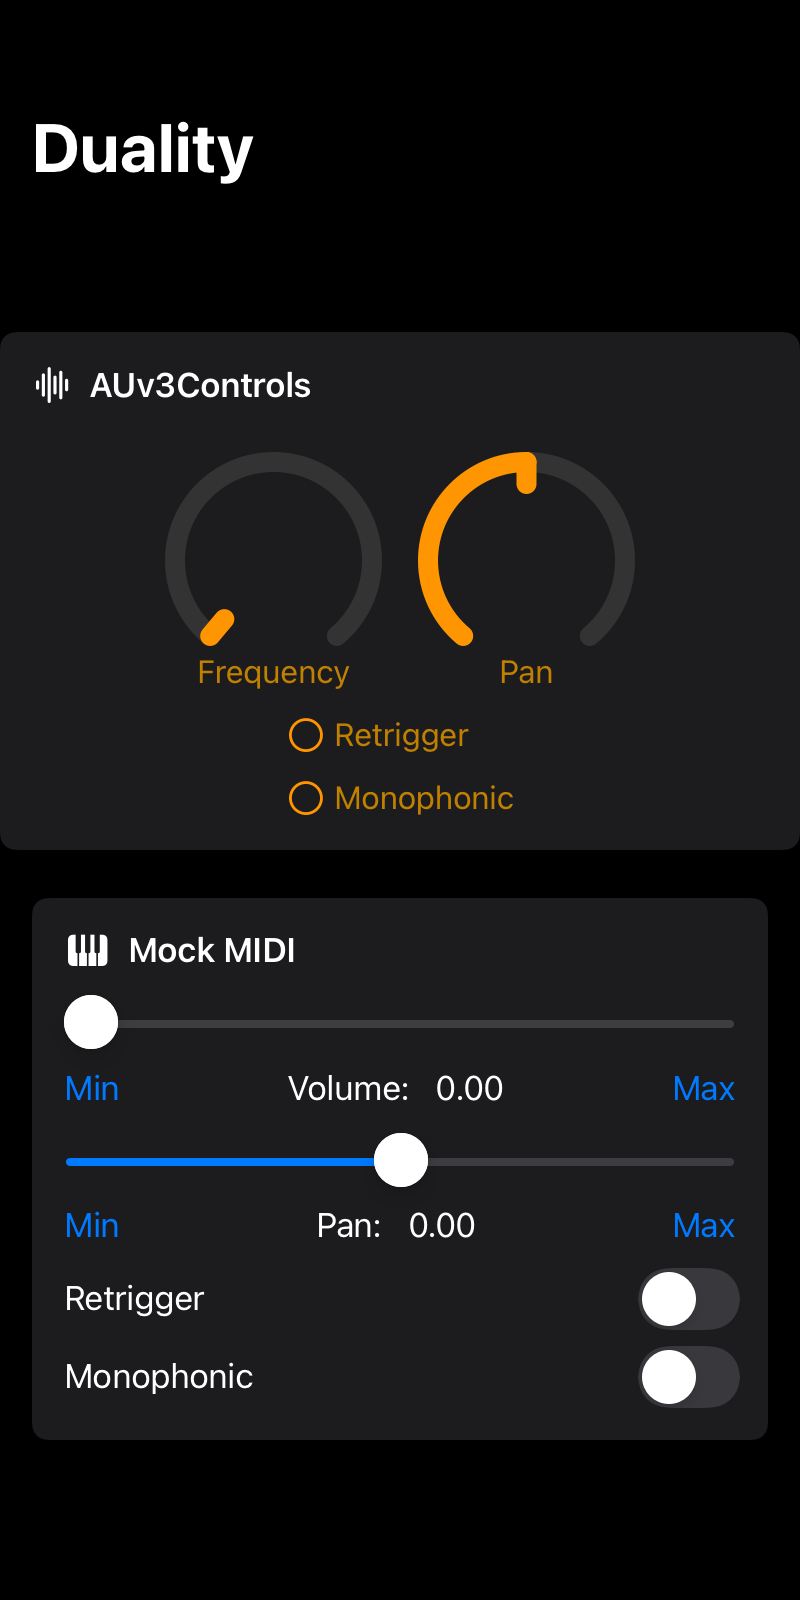 Duality
AUv3Controls
Frequency Pan
Retrigger
Monophonic
Mock MIDI
Min Volume: 0.00 Max
Min Pan: 0.00 Max
Retrigger
Monophonic